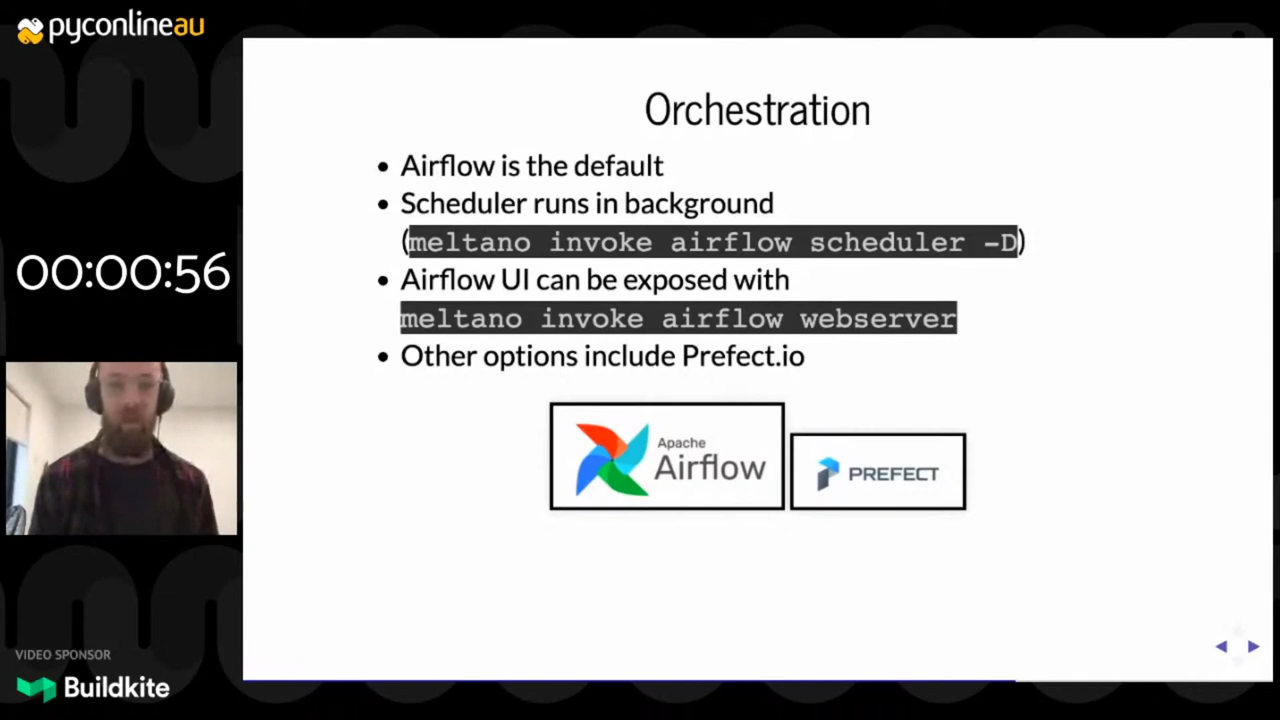 pyconlineau
Orchestration
• Airflow is the default
• Scheduler runs in background
(meltano invoke airflow scheduler -D)
• Airflow UI can be exposed with
meltano invoke airflow webserver
• Other options include Prefect.io
Apache
Airflow
PREFECT
00:00:56
VIDEO SPONSOR
Buildkite